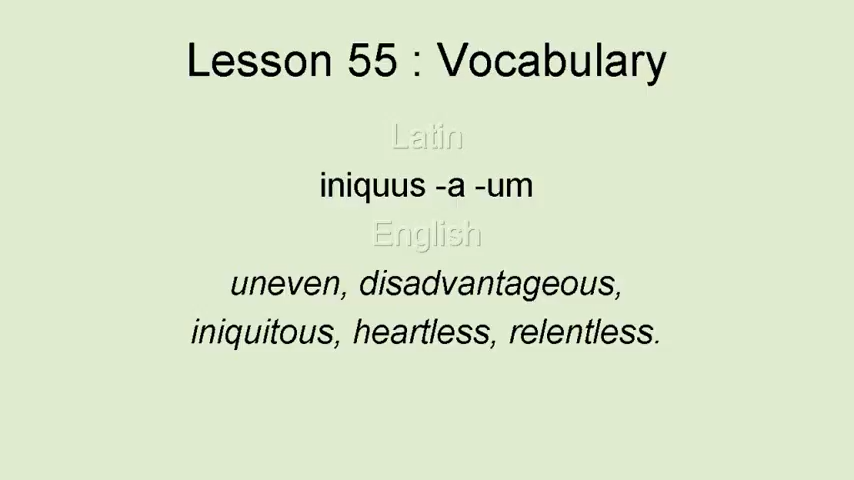 Lesson 55 : Vocabulary
Latin
iniquus -a -um
English
uneven, disadvantageous,
iniquitous, heartless, relentless.